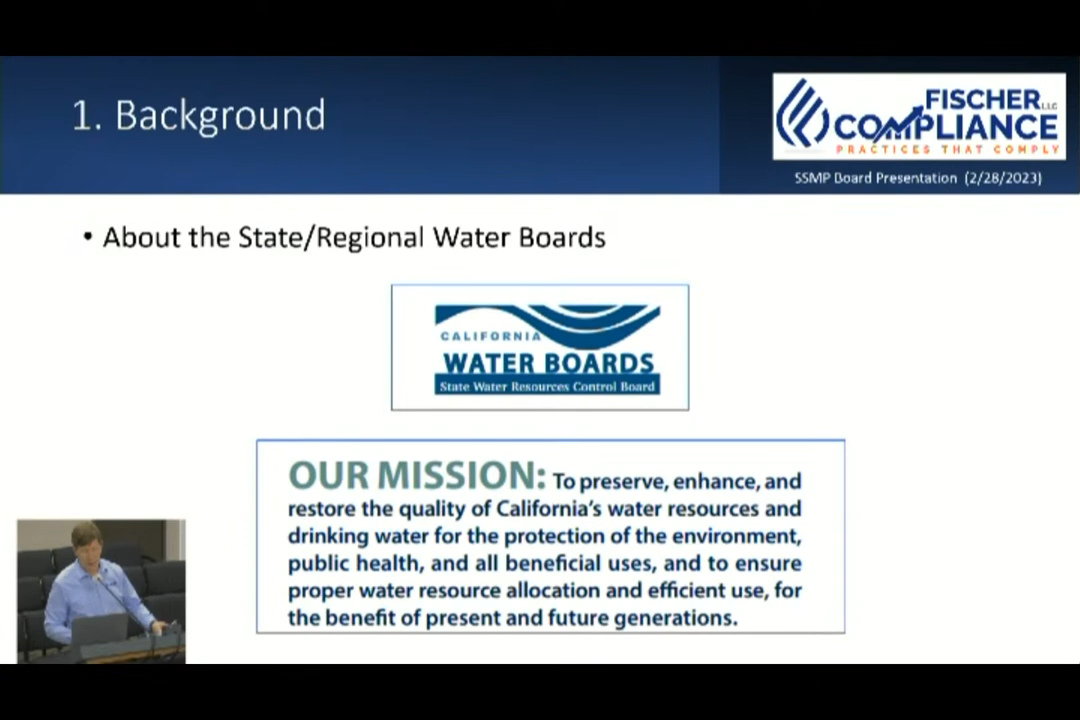 1. Background
FISCHER LLC
COMPLIANCE
PRACTICES THAT COMPLY
SSMP Board Presentation (2/28/2023)
• About the State/Regional Water Boards
CALIFORNIA
WATER BOARDS
State Water Resources Control Board
OUR MISSION: To preserve, enhance, and
restore the quality of California's water resources and
drinking water for the protection of the environment,
public health, and all beneficial uses, and to ensure
proper water resource allocation and efficient use, for
the benefit of present and future generations.